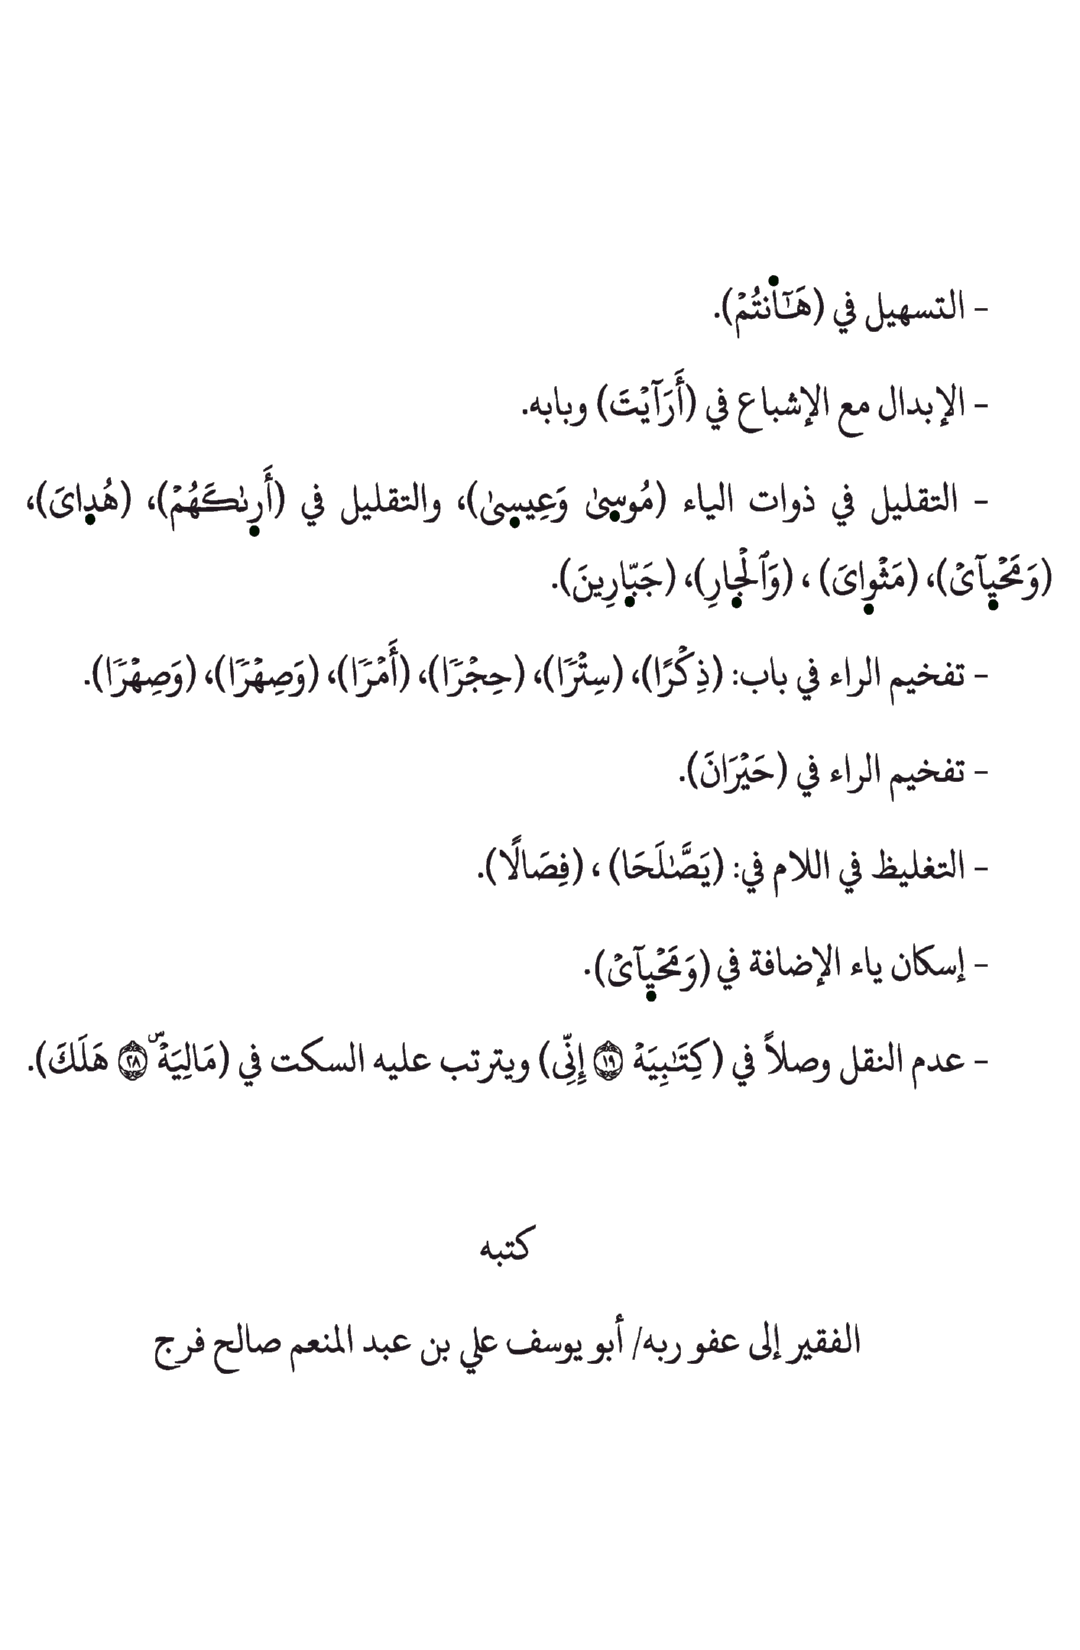 - التسهيل في (هَـٰٓاَنتُمْ).
- الإبدال مع الإشباع في (أَرَآيْتَ) وبابه.
- التقليل في ذوات الياء (مُوسِىٰ وَعِيسِىٰ)، والتقليل في (أَرِىٰكَهُمْ)، (هُدِايَ)،
(وَمَحْيِآيْ)، (مَثْوِايَ) ، (وَٱلْجِارِ)، (جَبِّارِينَ).
- تفخيم الراء في باب: (ذِكْرًا)، (سِتْرًا)، (حِجْرًا)، (أَمْرًا)، (وَصِهْرًا)، (وَصِهْرًا).
- تفخيم الراء في (حَيْرَانَ).
- التغليظ في اللام في: (يَصَّـٰلَحَا) ، (فِصَالًا).
- إسكان ياء الإضافة في (وَمَحْيِآيْ).
- عدم النقل وصلاً في (كِتَـٰبِيَهْ ١٩ إِنِّى) ويترتب عليه السكت في (مَالِيَهْۜ ٢٨ هَلَكَ).
كتبه
الفقير إلى عفو ربه/ أبو يوسف علي بن عبد المنعم صالح فرج